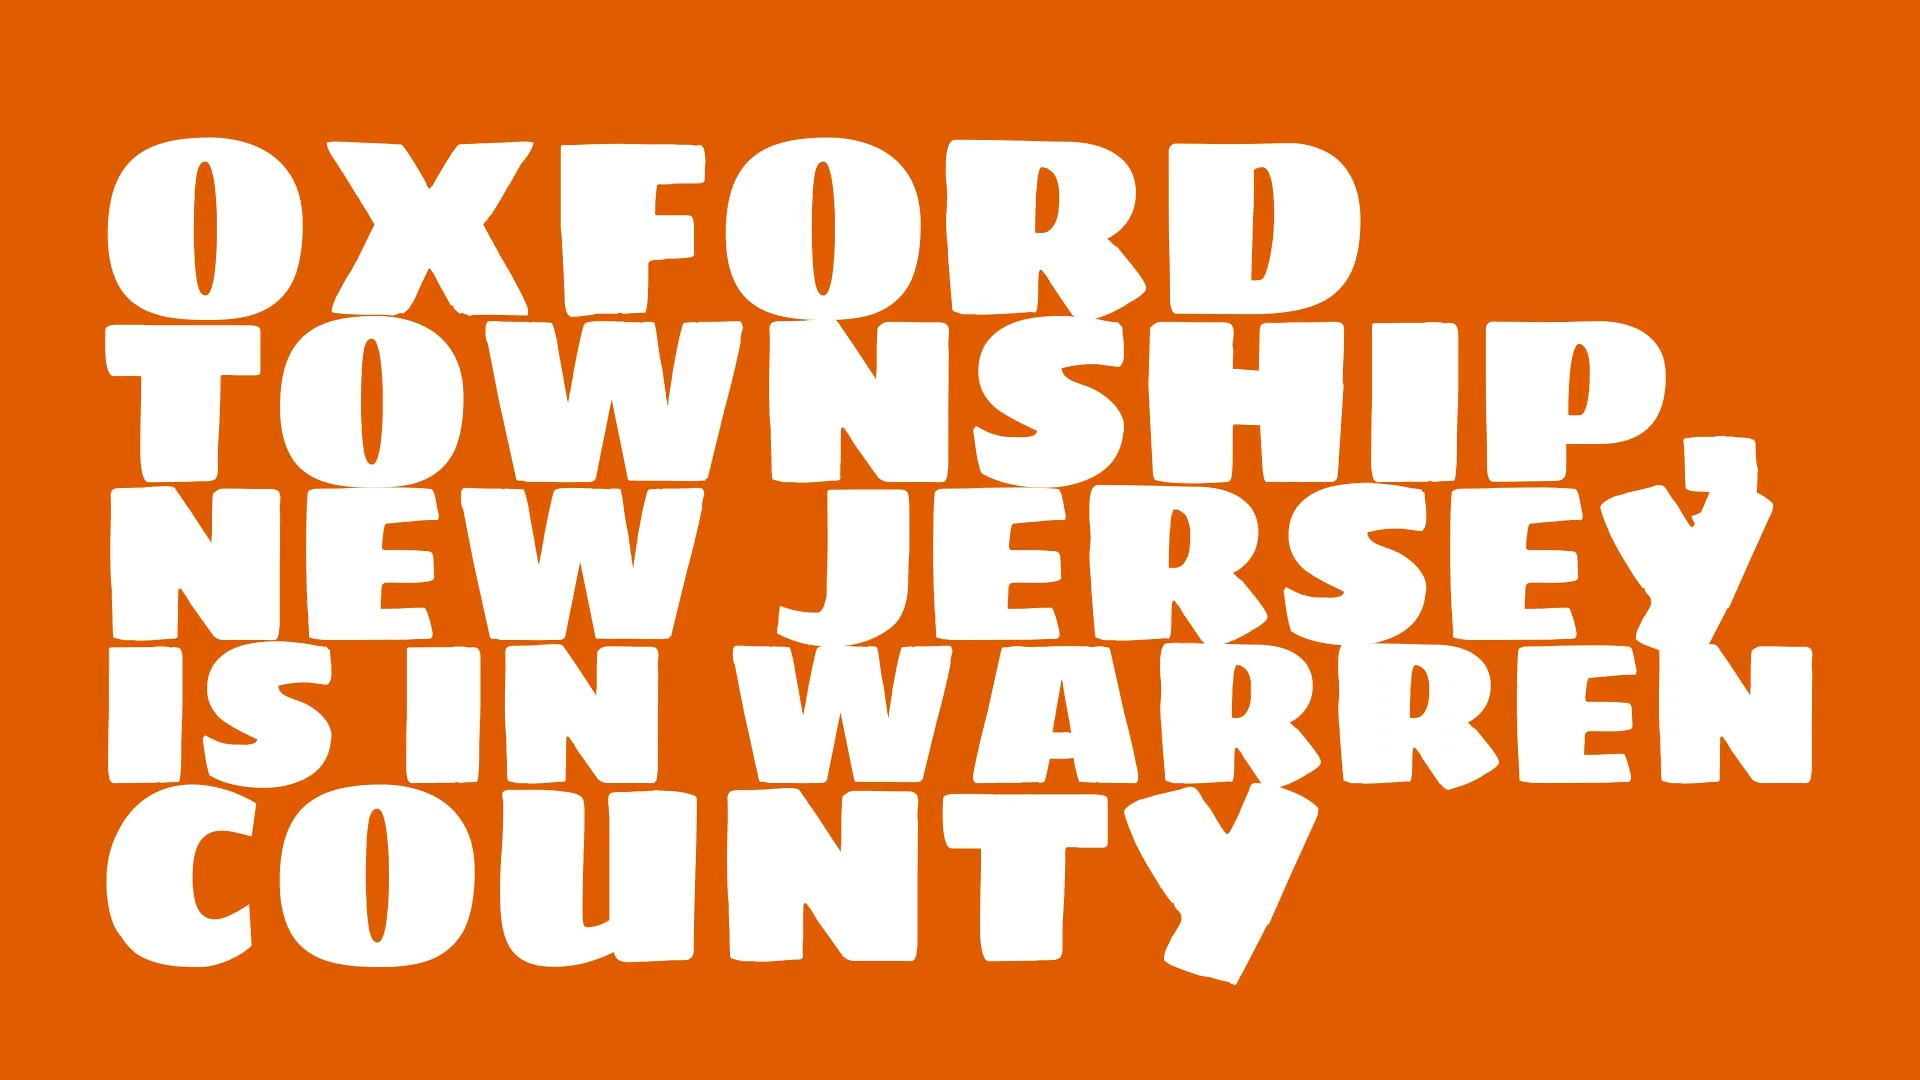 OXFORD
TOWNSHIP,
NEW JERSEY
IS IN WARREN
COUNTY